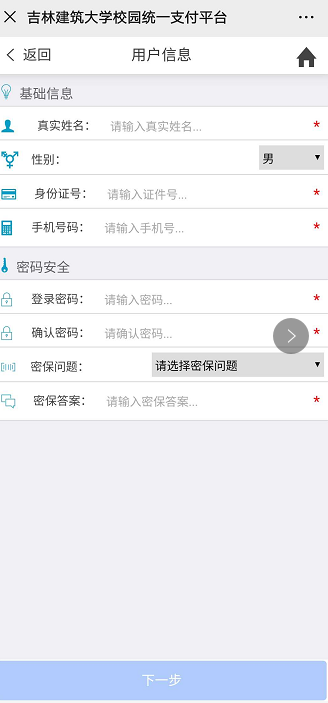 吉林建筑大学校园统一支付平台
返回 用户信息
基础信息
真实姓名： 请输入真实姓名... *
性别： 男
身份证号： 请输入证件号... *
手机号码： 请输入手机号... *
密码安全
登录密码： 请输入密码... *
确认密码： 请确认密码... *
密保问题： 请选择密保问题
密保答案： 请输入密保答案... *
下一步